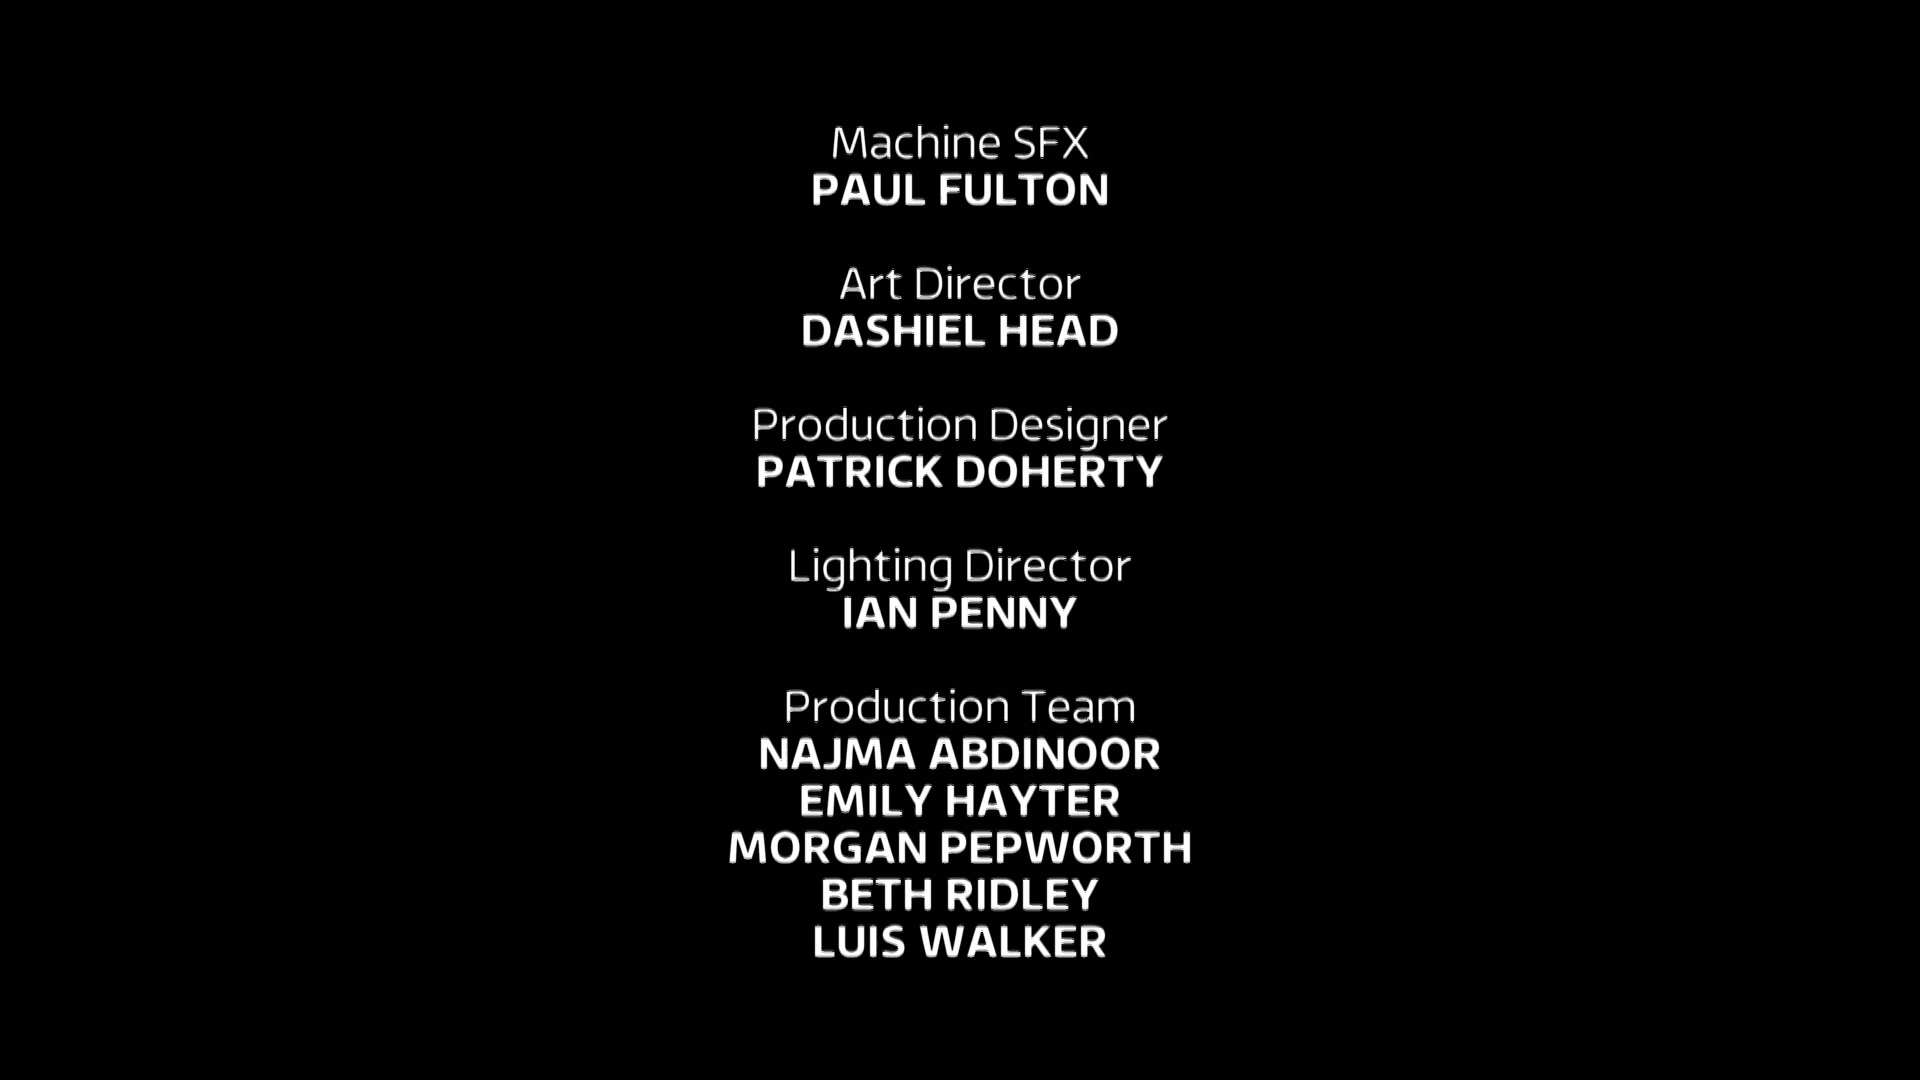 Machine SFX
PAUL FULTON
Art Director
DASHIEL HEAD
Production Designer
PATRICK DOHERTY
Lighting Director
IAN PENNY
Production Team
NAJMA ABDINOOR
EMILY HAYTER
MORGAN PEPWORTH
BETH RIDLEY
LUIS WALKER